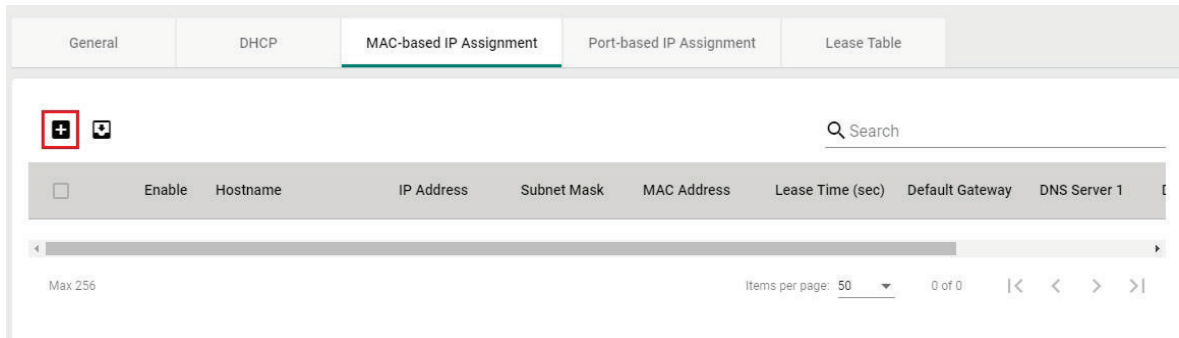 General DHCP MAC-based IP Assignment Port-based IP Assignment Lease Table
Search
Enable Hostname IP Address Subnet Mask MAC Address Lease Time (sec) Default Gateway DNS Server 1
Max 256 Items per page: 50 0 of 0